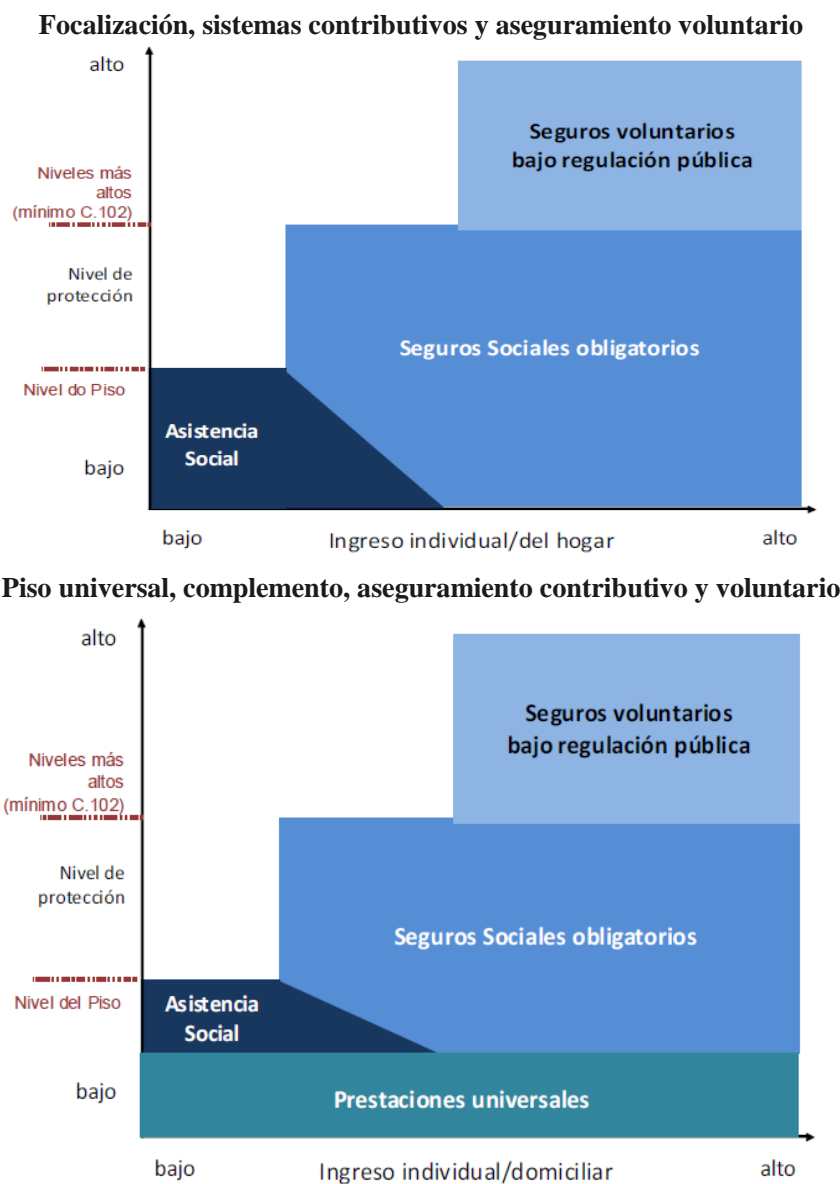 Focalización, sistemas contributivos y aseguramiento voluntario
alto
Seguros voluntarios
bajo regulación pública
Niveles más
altos
(mínimo C.102)
Nivel de
protección
Seguros Sociales obligatorios
Nivel do Piso
Asistencia
Social
bajo
bajo
Ingreso individual/del hogar
alto
Piso universal, complemento, aseguramiento contributivo y voluntario
alto
Seguros voluntarios
bajo regulación pública
Niveles más
altos
(mínimo C.102)
Nivel de
protección
Seguros Sociales obligatorios
Nivel del Piso
Asistencia
Social
bajo
Prestaciones universales
bajo
Ingreso individual/domiciliar
alto